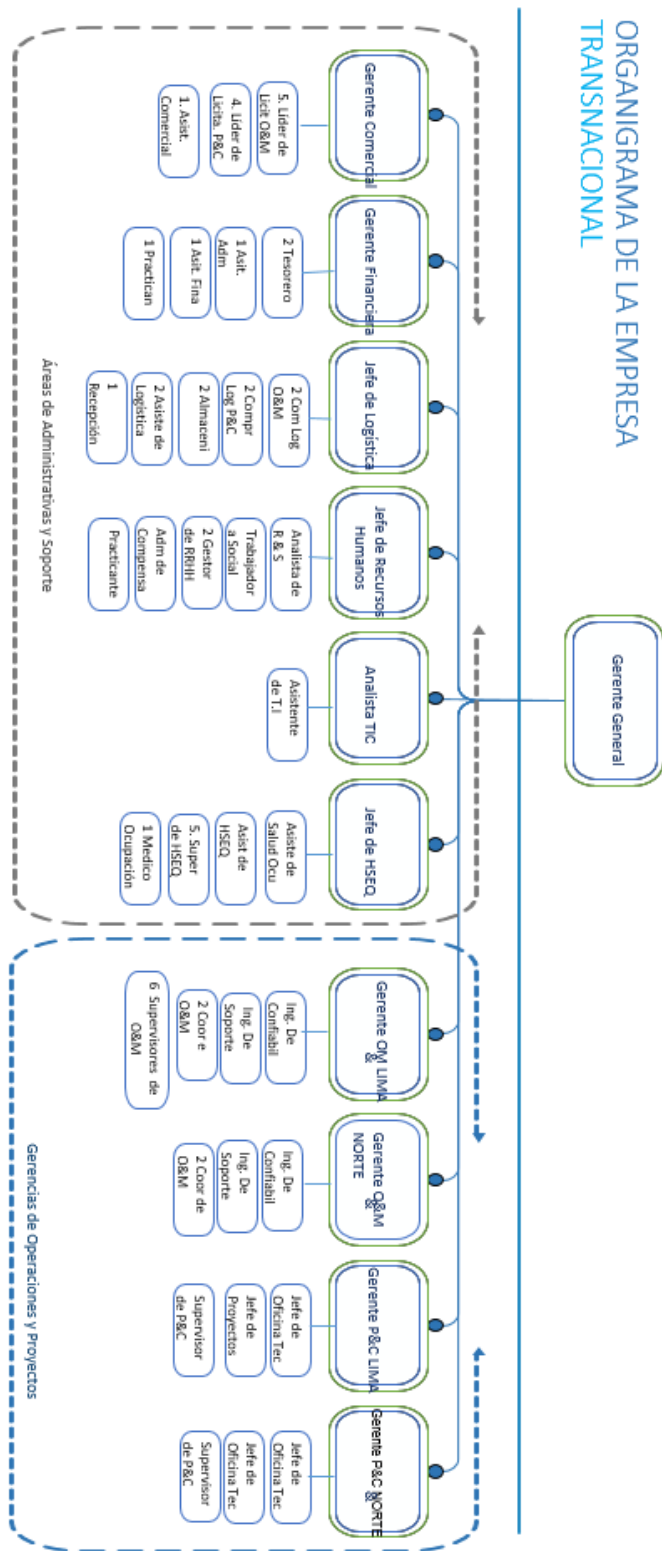 ORGANIGRAMA DE LA EMPRESA
TRANSNACIONAL
Gerente General
Gerente Comercial
5. Líder de
Licit O&M
4. Líder de
Licita. P&C
1. Asist.
Comercial
Gerente Financiera
2 Tesorero
1 Asit.
Adm
1 Asit. Fina
1 Practican
Jefe de Logística
2 Com Log
O&M
2 Compr
Log P&C
2 Almaceni
2 Asiste de
Logística
1
Recepción
Jefe de Recursos
Humanos
Analista de
R & S
Trabajador
a Social
2 Gestor
de RRHH
Adm de
Compensa
Practicante
Analista TIC
Asistente
de T.I
Jefe de HSEQ
Asiste de
Salud Ocu
Asist de
HSEQ
5. Super
de HSEQ
1 Medico
Ocupación
Áreas de Administrativas y Soporte
Gerente OM LIMA
&
Ing. De
Confiabil
Ing. De
Soporte
2 Coor e
O&M
6 Supervisores de
O&M
Gerente O&M
&
NORTE
Ing. De
Confiabil
Ing. De
Soporte
2 Coor de
O&M
Gerente P&C LIMA
Jefe de
Oficina Tec
Jefe de
Proyectos
Supervisor
de P&C
Gerente P&C NORTE
&
Jefe de
Oficina Tec
Jefe de
Oficina Tec
Supervisor
de P&C
Gerencias de Operaciones y Proyectos